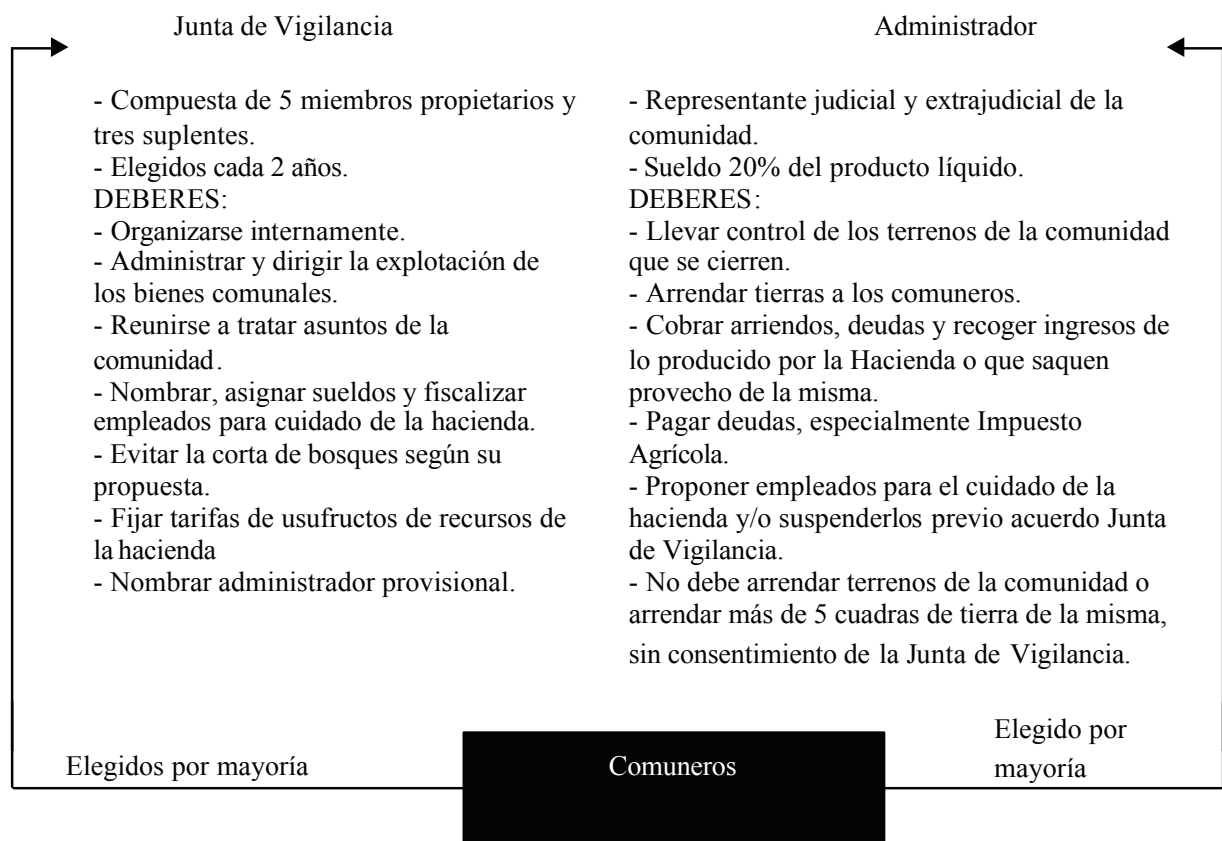 Junta de Vigilancia
- Compuesta de 5 miembros propietarios y
tres suplentes.
- Elegidos cada 2 años.
DEBERES:
- Organizarse internamente.
- Administrar y dirigir la explotación de
los bienes comunales.
- Reunirse a tratar asuntos de la
comunidad.
- Nombrar, asignar sueldos y fiscalizar
empleados para cuidado de la hacienda.
- Evitar la corta de bosques según su
propuesta.
- Fijar tarifas de usufructos de recursos de
la hacienda
- Nombrar administrador provisional.
Administrador
- Representante judicial y extrajudicial de la
comunidad.
- Sueldo 20% del producto líquido.
DEBERES:
- Llevar control de los terrenos de la comunidad
que se cierren.
- Arrendar tierras a los comuneros.
- Cobrar arriendos, deudas y recoger ingresos de
lo producido por la Hacienda o que saquen
provecho de la misma.
- Pagar deudas, especialmente Impuesto
Agrícola.
- Proponer empleados para el cuidado de la
hacienda y/o suspenderlos previo acuerdo Junta
de Vigilancia.
- No debe arrendar terrenos de la comunidad o
arrendar más de 5 cuadras de tierra de la misma,
sin consentimiento de la Junta de Vigilancia.
Elegidos por mayoría
Comuneros
Elegido por
mayoría